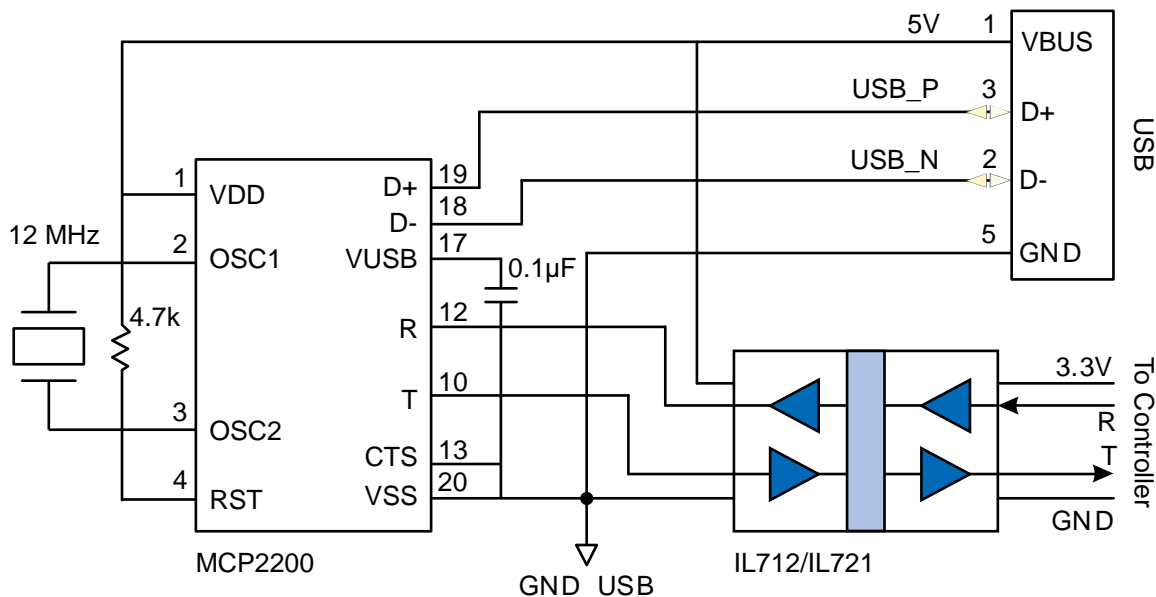 5V
1
VBUS
USB_P
3
D+
USB_N
2
D-
5
GND
USB
1
VDD
D+
19
D-
18
12 MHz
2
OSC1
VUSB
17
0.1µF
4.7k
R
12
T
10
3
OSC2
CTS
13
4
RST
VSS
20
MCP2200
GND USB
3.3V
R
T
GND
To Controller
IL712/IL721